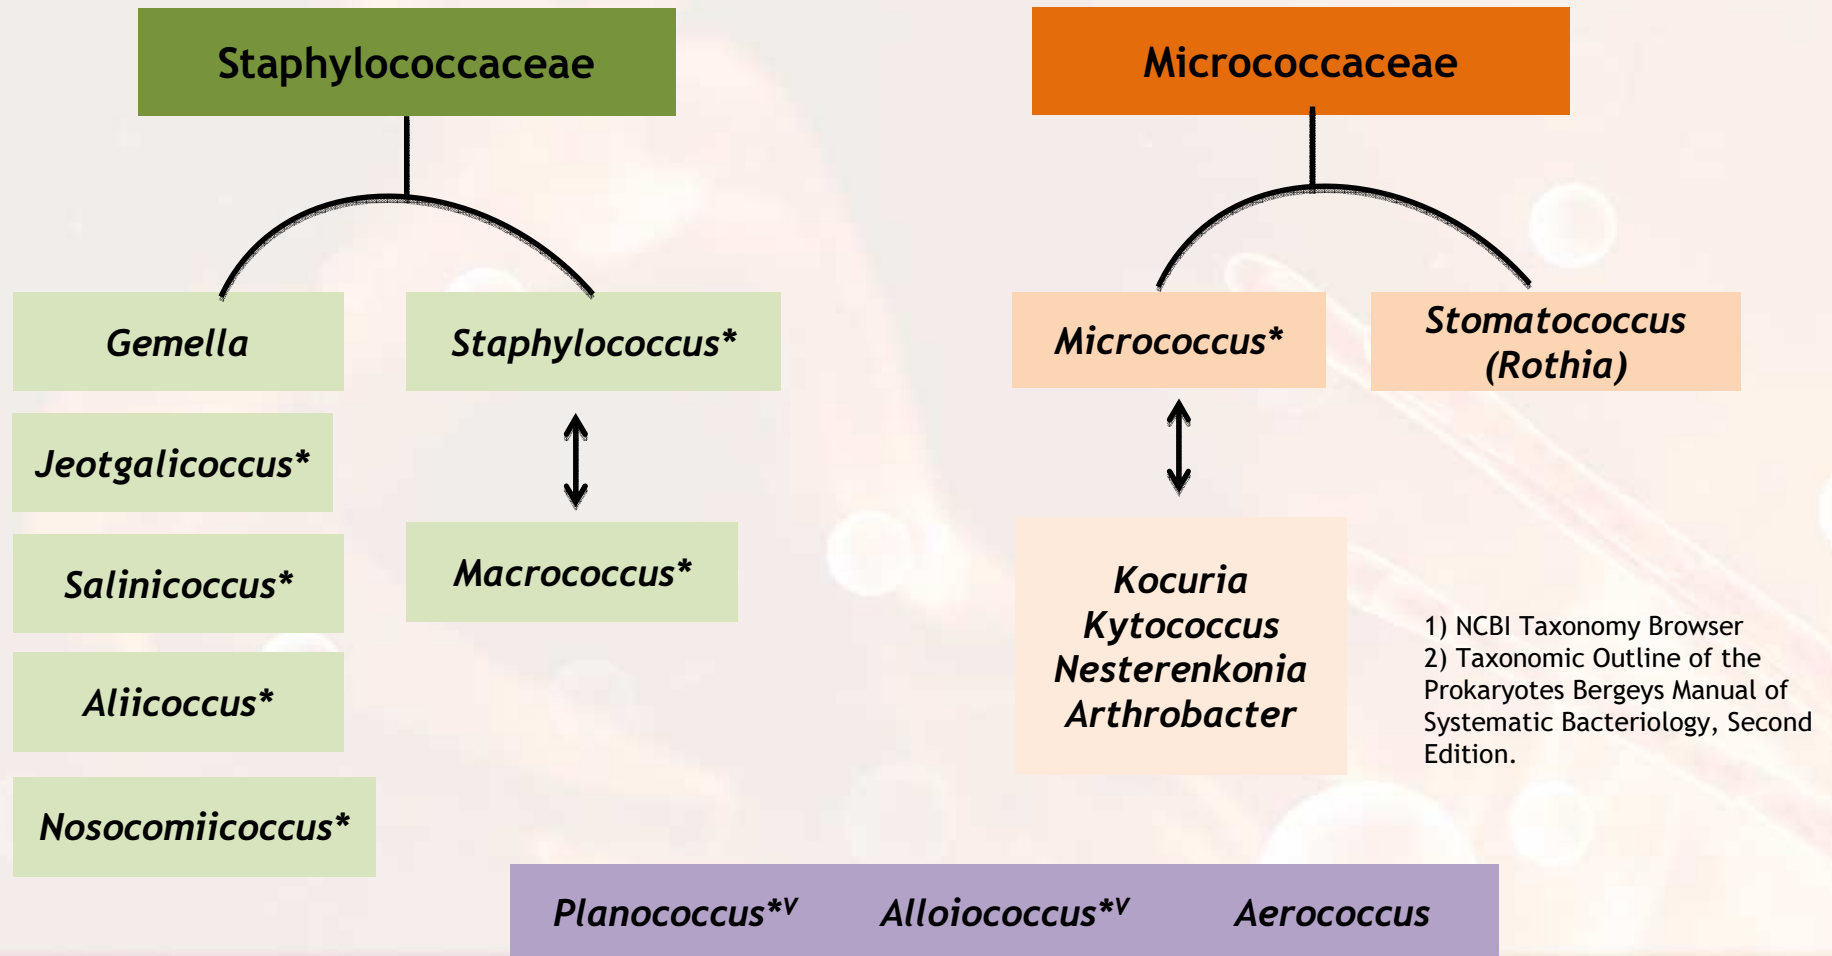 Staphylococcaceae
Micrococcaceae
Gemella
Staphylococcus*
Micrococcus*
Stomatococcus
(Rothia)
Jeotgalicoccus*
Salinicoccus*
Macrococcus*
Kocuria
Kytococcus
Nesterenkonia
Arthrobacter
Aliicoccus*
Nosocomiicoccus*
1) NCBI Taxonomy Browser
2) Taxonomic Outline of the
Prokaryotes Bergeys Manual of
Systematic Bacteriology, Second
Edition.
Planococcus*V Alloiococcus*V Aerococcus